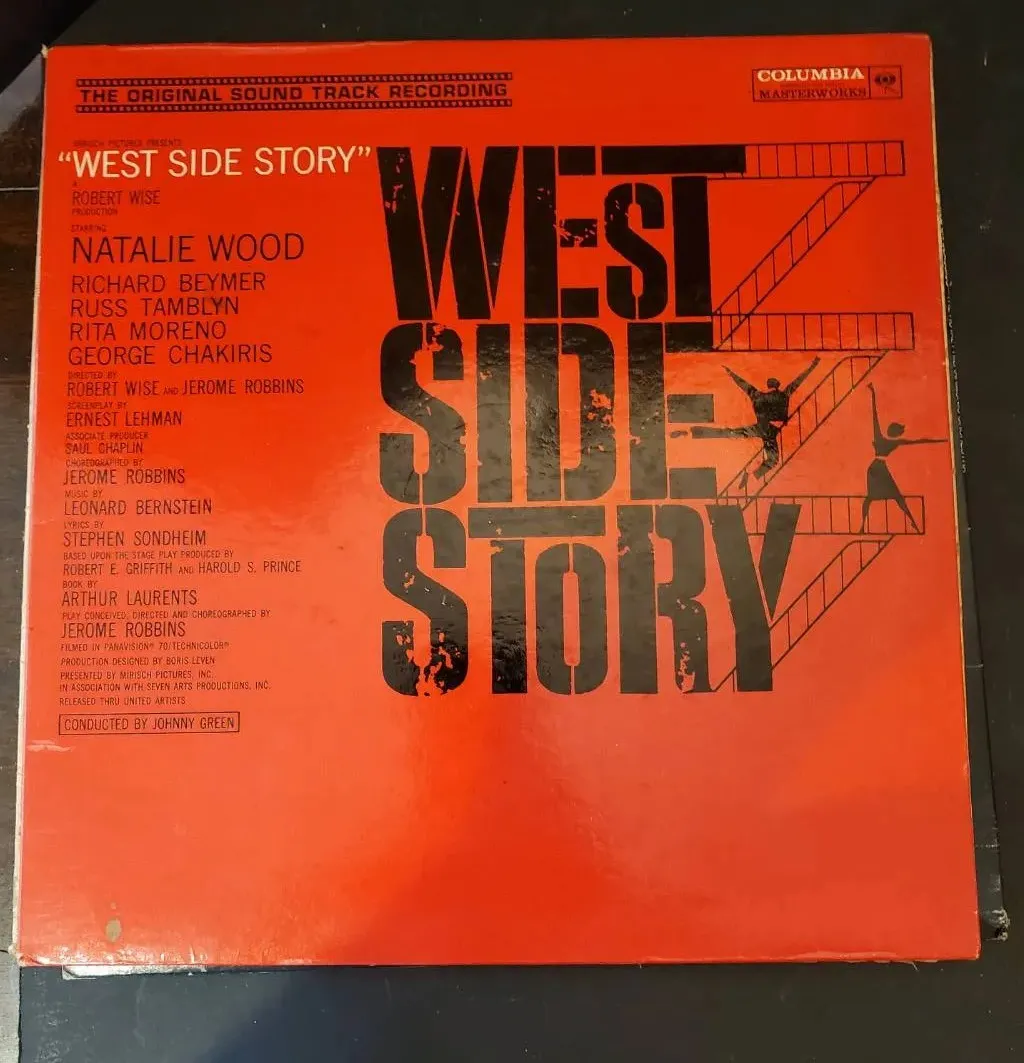 THE ORIGINAL SOUND TRACK RECORDING
COLUMBIA
MASTERWORKS
MIRISCH PICTURES PRESENTS
“WEST SIDE STORY”
A
ROBERT WISE
PRODUCTION
STARRING
NATALIE WOOD
RICHARD BEYMER
RUSS TAMBLYN
RITA MORENO
GEORGE CHAKIRIS
DIRECTED BY
ROBERT WISE AND JEROME ROBBINS
SCREENPLAY BY
ERNEST LEHMAN
ASSOCIATE PRODUCER
SAUL CHAPLIN
CHOREOGRAPHED BY
JEROME ROBBINS
MUSIC BY
LEONARD BERNSTEIN
LYRICS BY
STEPHEN SONDHEIM
BASED UPON THE STAGE PLAY PRODUCED BY
ROBERT E. GRIFFITH AND HAROLD S. PRINCE
BOOK BY
ARTHUR LAURENTS
PLAY CONCEIVED, DIRECTED AND CHOREOGRAPHED BY
JEROME ROBBINS
FILMED IN PANAVISION® 70/TECHNICOLOR®
PRODUCTION DESIGNED BY BORIS LEVEN
PRESENTED BY MIRISCH PICTURES, INC.
IN ASSOCIATION WITH SEVEN ARTS PRODUCTIONS, INC.
RELEASED THRU UNITED ARTISTS
CONDUCTED BY JOHNNY GREEN
WEST
SIDE
STORY